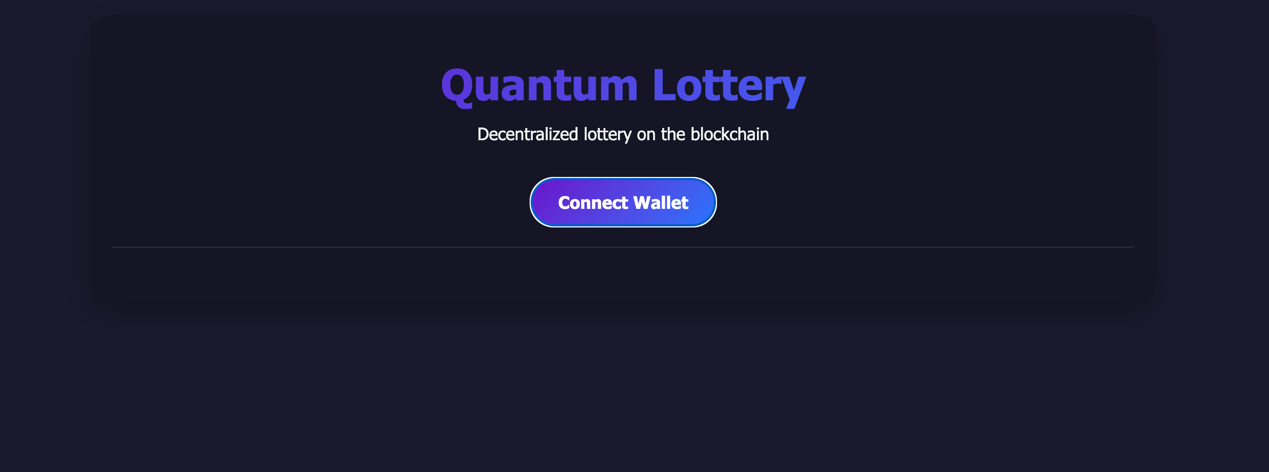 Quantum Lottery
Decentralized lottery on the blockchain
Connect Wallet